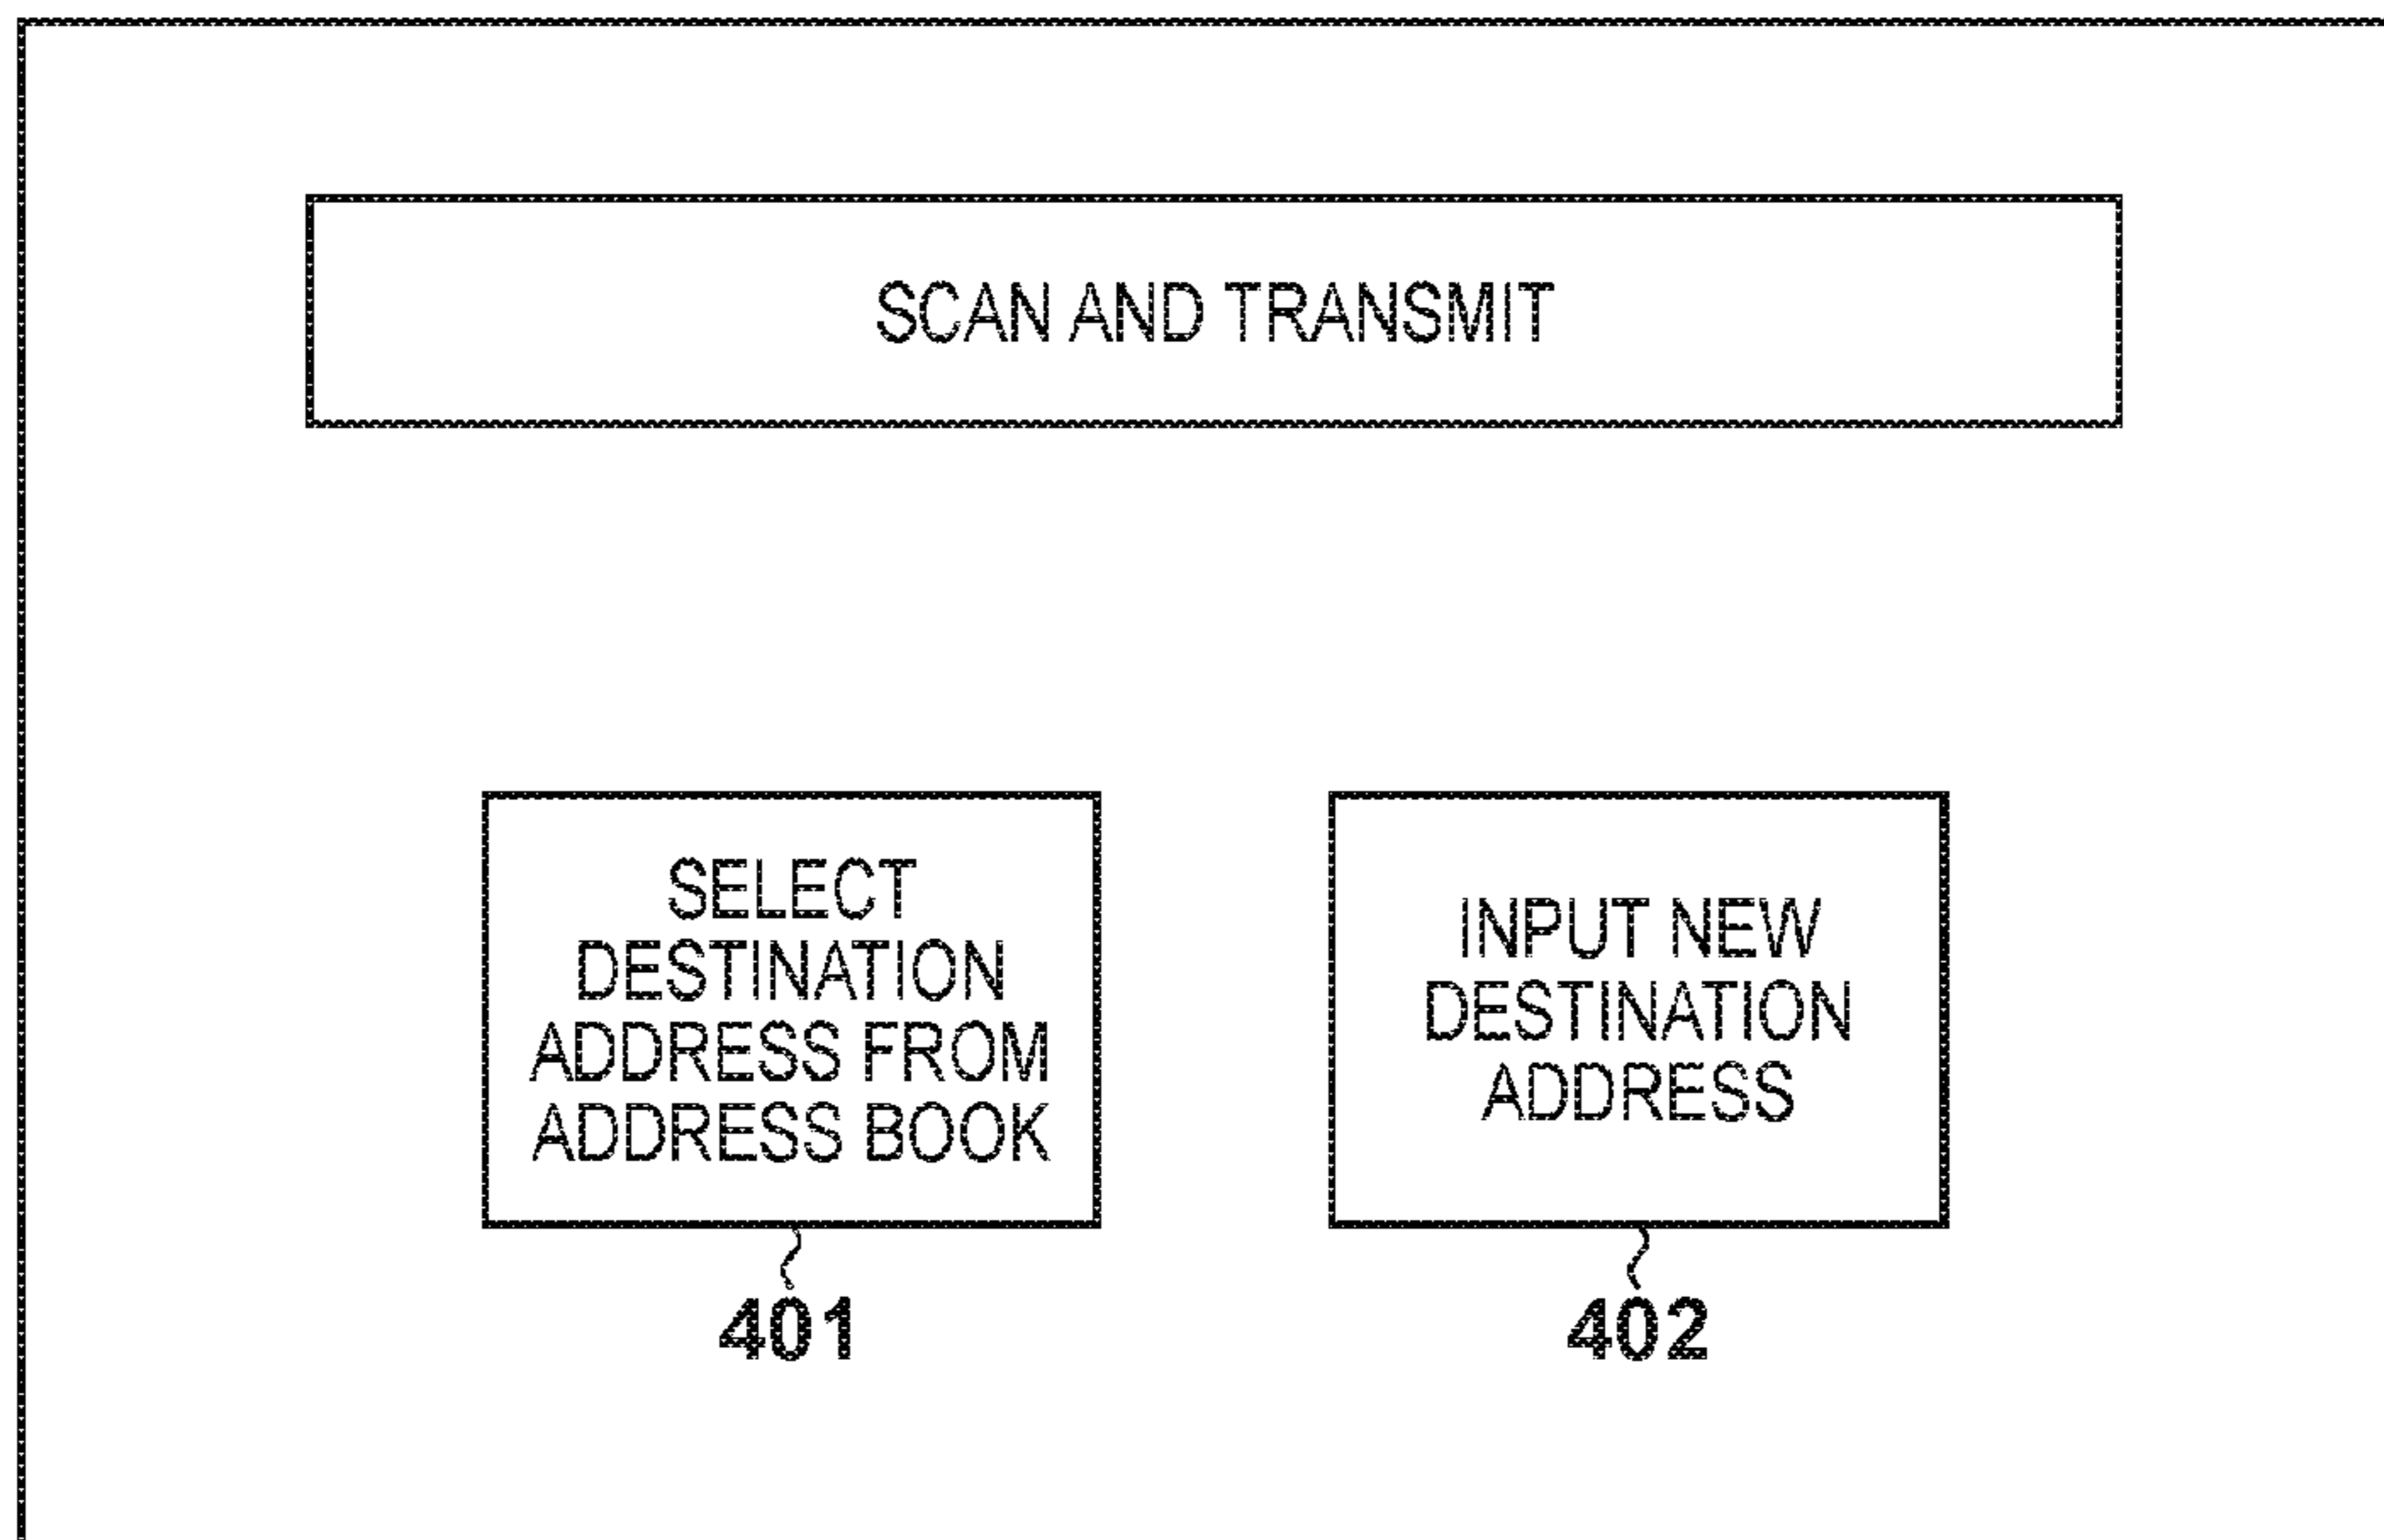 SCAN AND TRANSMIT
SELECT
DESTINATION
ADDRESS FROM
ADDRESS BOOK
401
INPUT NEW
DESTINATION
ADDRESS
402